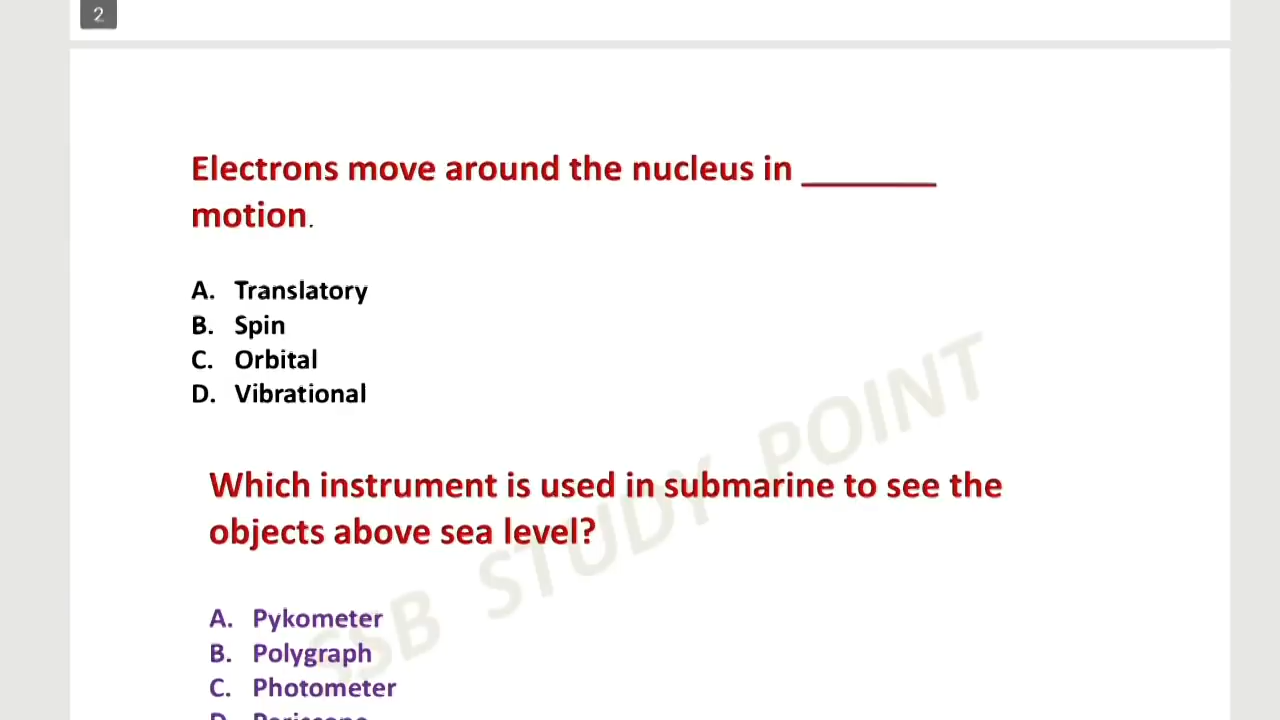 2
Electrons move around the nucleus in ________
motion.
A. Translatory
B. Spin
C. Orbital
D. Vibrational
Which instrument is used in submarine to see the
objects above sea level?
A. Pykometer
B. Polygraph
C. Photometer
D. Periscope
SSB STUDY POINT